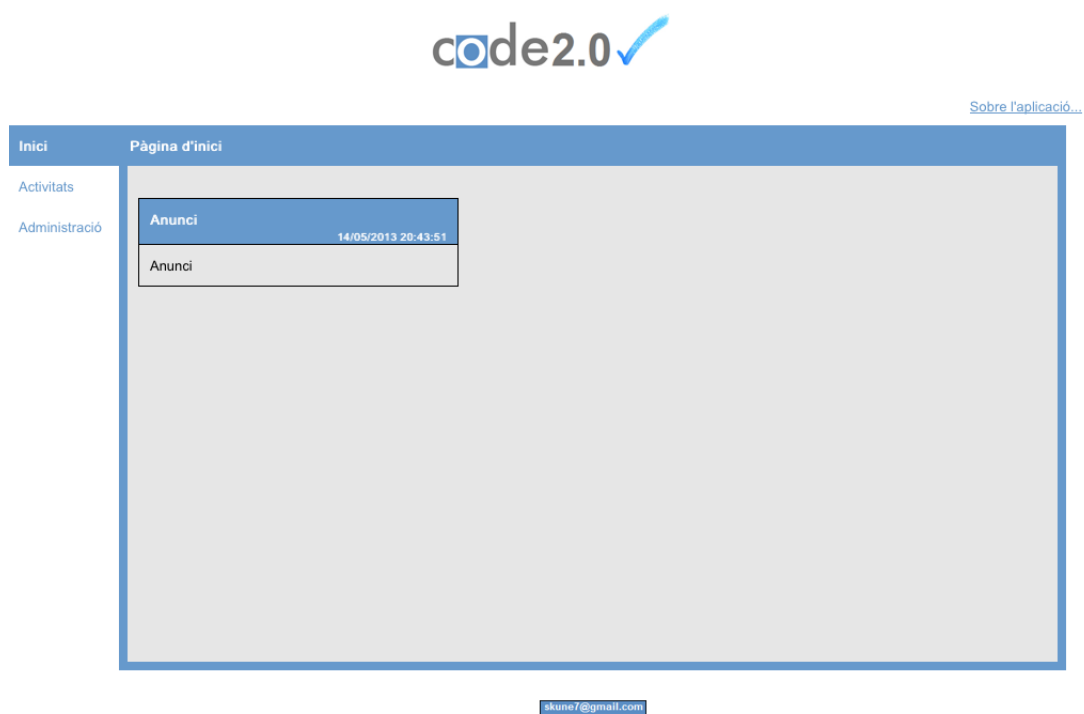 code2.0
Sobre l'aplicació...
Inici
Pàgina d'inici
Activitats
Administració
Anunci
14/05/2013 20:43:51
Anunci
skune7@gmail.com